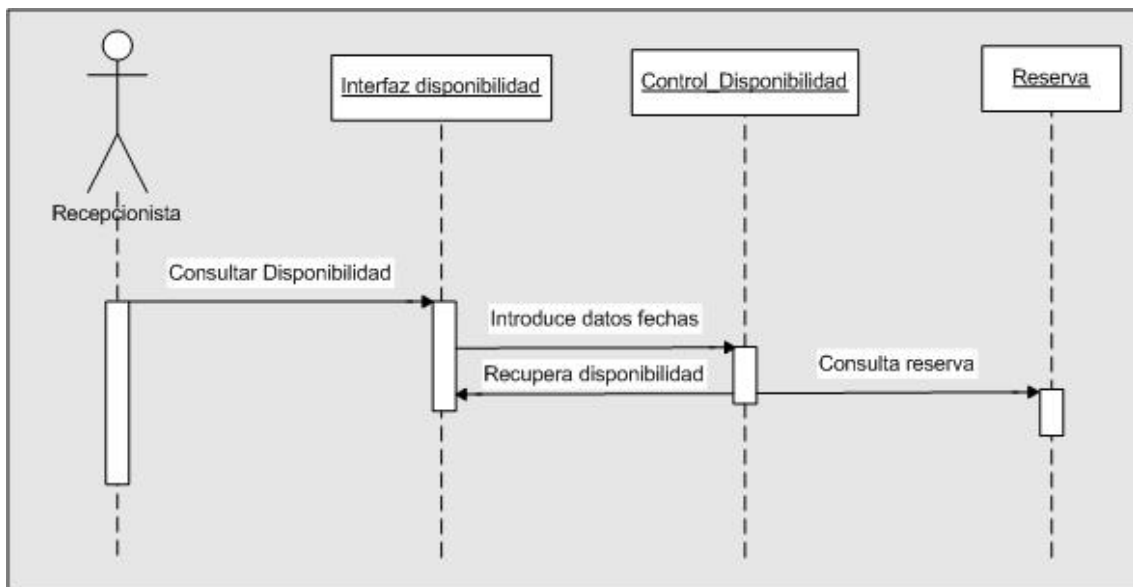 Interfaz disponibilidad
Control_Disponibilidad
Reserva
Recepcionista
Consultar Disponibilidad
Introduce datos fechas
Recupera disponibilidad
Consulta reserva